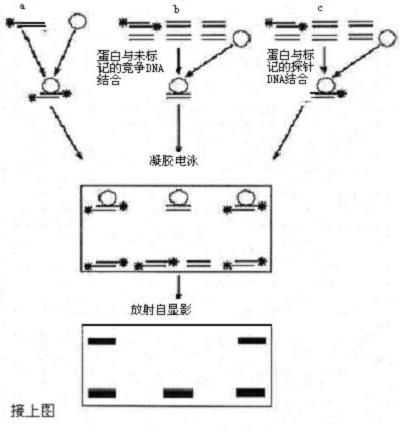 a
b
c
蛋白与未标
记的竞争DNA
结合
蛋白与标
记的探针
DNA结合
凝胶电泳
放射自显影
接上图